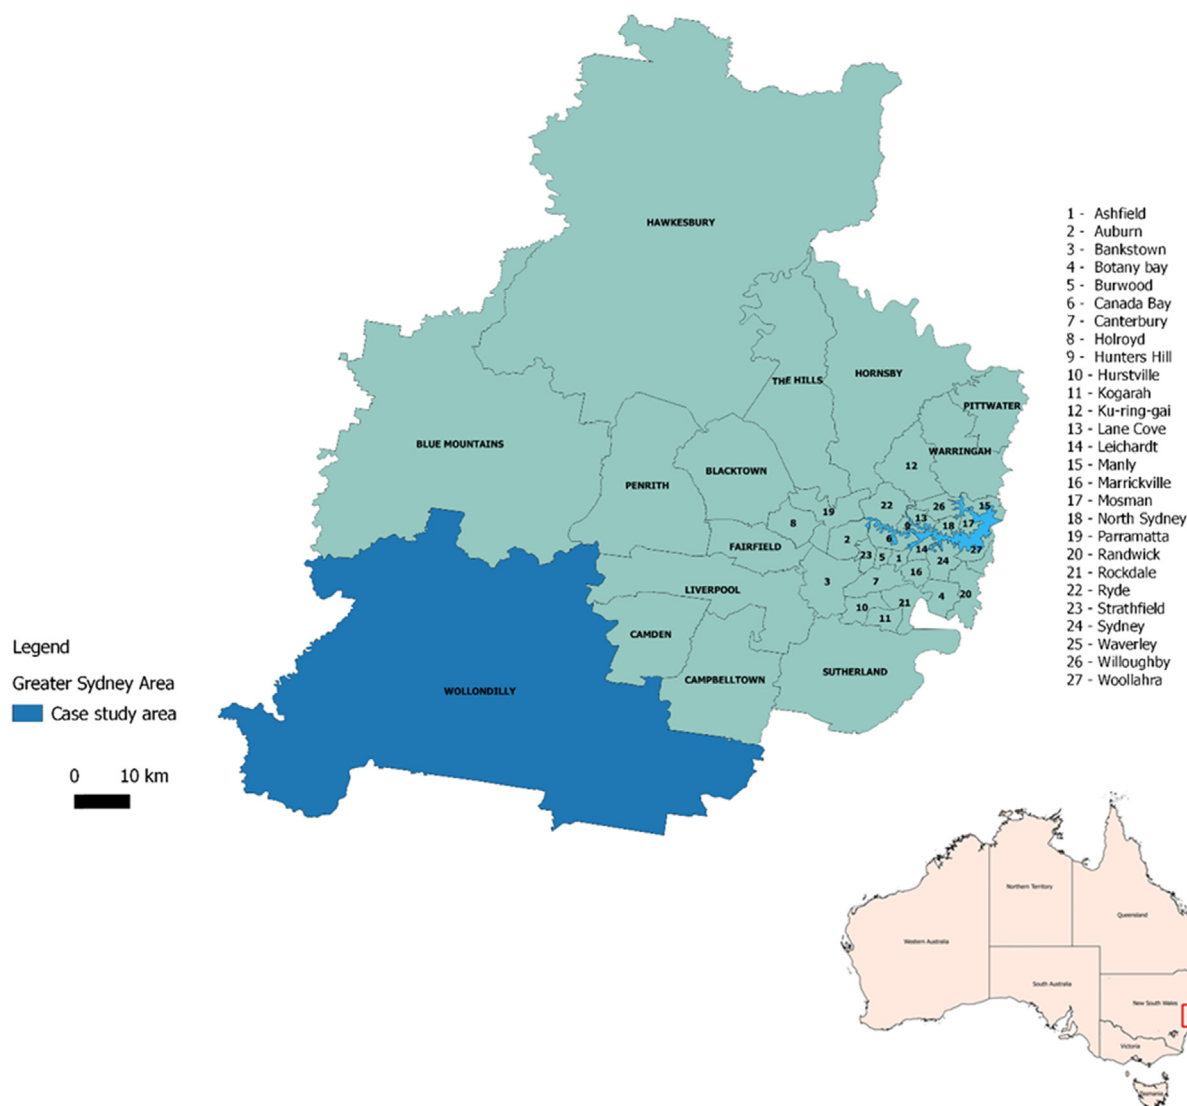 HAWKESBURY
THE HILLS
HORNSBY
PITTWATER
WARRINGAH
BLUE MOUNTAINS
BLACKTOWN
PENRITH
12
22
26
15
19
13
18
17
8
9
2
6
14
27
FAIRFIELD
23
5
1
24
16
3
7
LIVERPOOL
4
20
10
21
11
CAMDEN
CAMPBELLTOWN
SUTHERLAND
WOLLONDILLY
1 - Ashfield
2 - Auburn
3 - Bankstown
4 - Botany bay
5 - Burwood
6 - Canada Bay
7 - Canterbury
8 - Holroyd
9 - Hunters Hill
10 - Hurstville
11 - Kogarah
12 - Ku-ring-gai
13 - Lane Cove
14 - Leichardt
15 - Manly
16 - Marrickville
17 - Mosman
18 - North Sydney
19 - Parramatta
20 - Randwick
21 - Rockdale
22 - Ryde
23 - Strathfield
24 - Sydney
25 - Waverley
26 - Willoughby
27 - Woollahra
Legend
Greater Sydney Area
Case study area
0 10 km
Northern Territory
Queensland
Western Australia
South Australia
New South Wales
Victoria
Tasmania